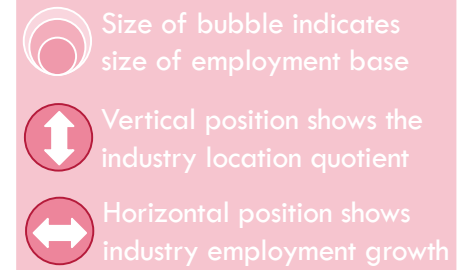 Size of bubble indicates
size of employment base
Vertical position shows the
industry location quotient
Horizontal position shows
industry employment growth